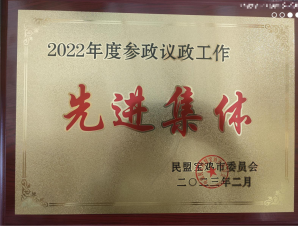 2022年度参政议政工作
先进集体
民盟宝鸡市委员会
二〇二三年二月